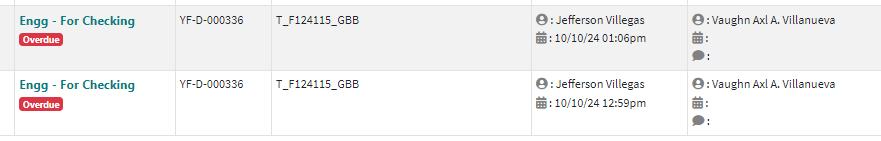 Engg - For Checking YF-D-000336 T_F124115_GBB : Jefferson Villegas : Vaughn Axl A. Villanueva
Overdue : 10/10/24 01:06pm :
:
Engg - For Checking YF-D-000336 T_F124115_GBB : Jefferson Villegas : Vaughn Axl A. Villanueva
Overdue : 10/10/24 12:59pm :
: